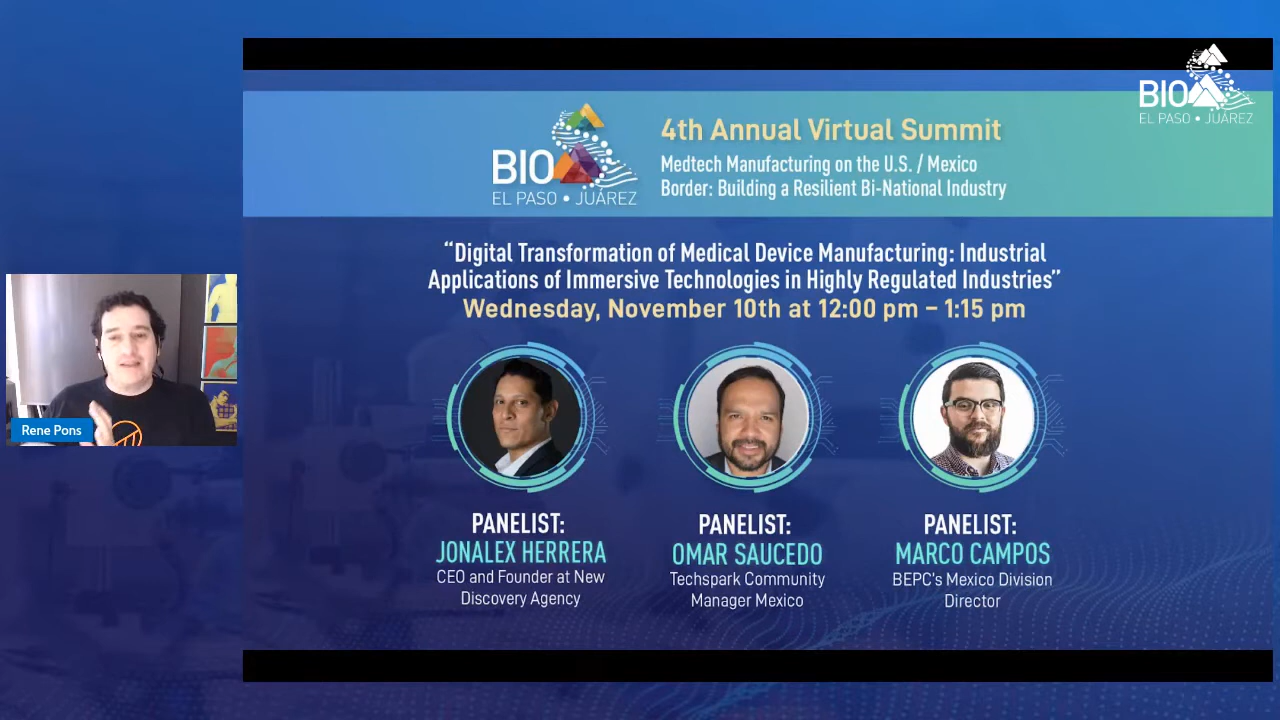 BIO
EL PASO • JUÁREZ
BIO
EL PASO • JUÁREZ
4th Annual Virtual Summit
Medtech Manufacturing on the U.S. / Mexico
Border: Building a Resilient Bi-National Industry
“Digital Transformation of Medical Device Manufacturing: Industrial
Applications of Immersive Technologies in Highly Regulated Industries”
Wednesday, November 10th at 12:00 pm – 1:15 pm
Rene Pons
PANELIST:
JONALEX HERRERA
CEO and Founder at New
Discovery Agency
PANELIST:
OMAR SAUCEDO
Techspark Community
Manager Mexico
PANELIST:
MARCO CAMPOS
BEPC's Mexico Division
Director